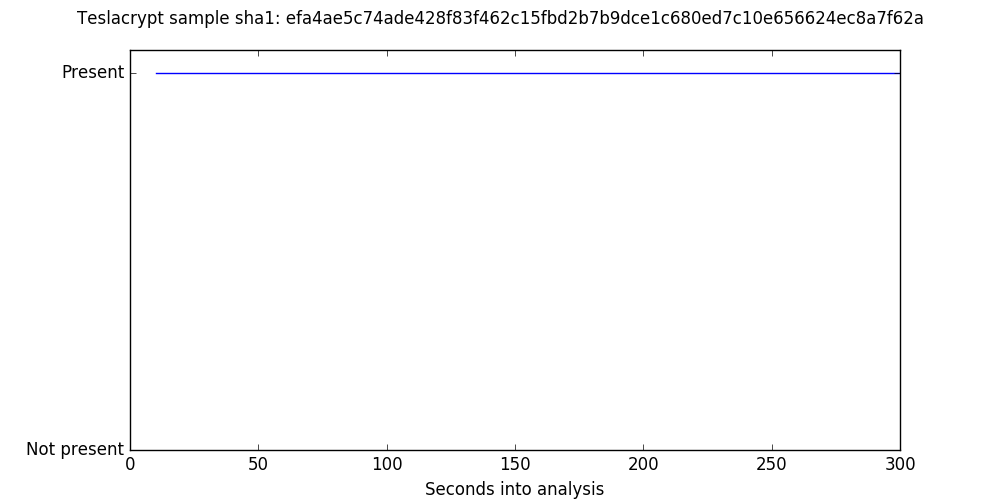 Teslacrypt sample sha1: efa4ae5c74ade428f83f462c15fbd2b7b9dce1c680ed7c10e656624ec8a7f62a
Present
Not present
0 50 100 150 200 250 300
Seconds into analysis